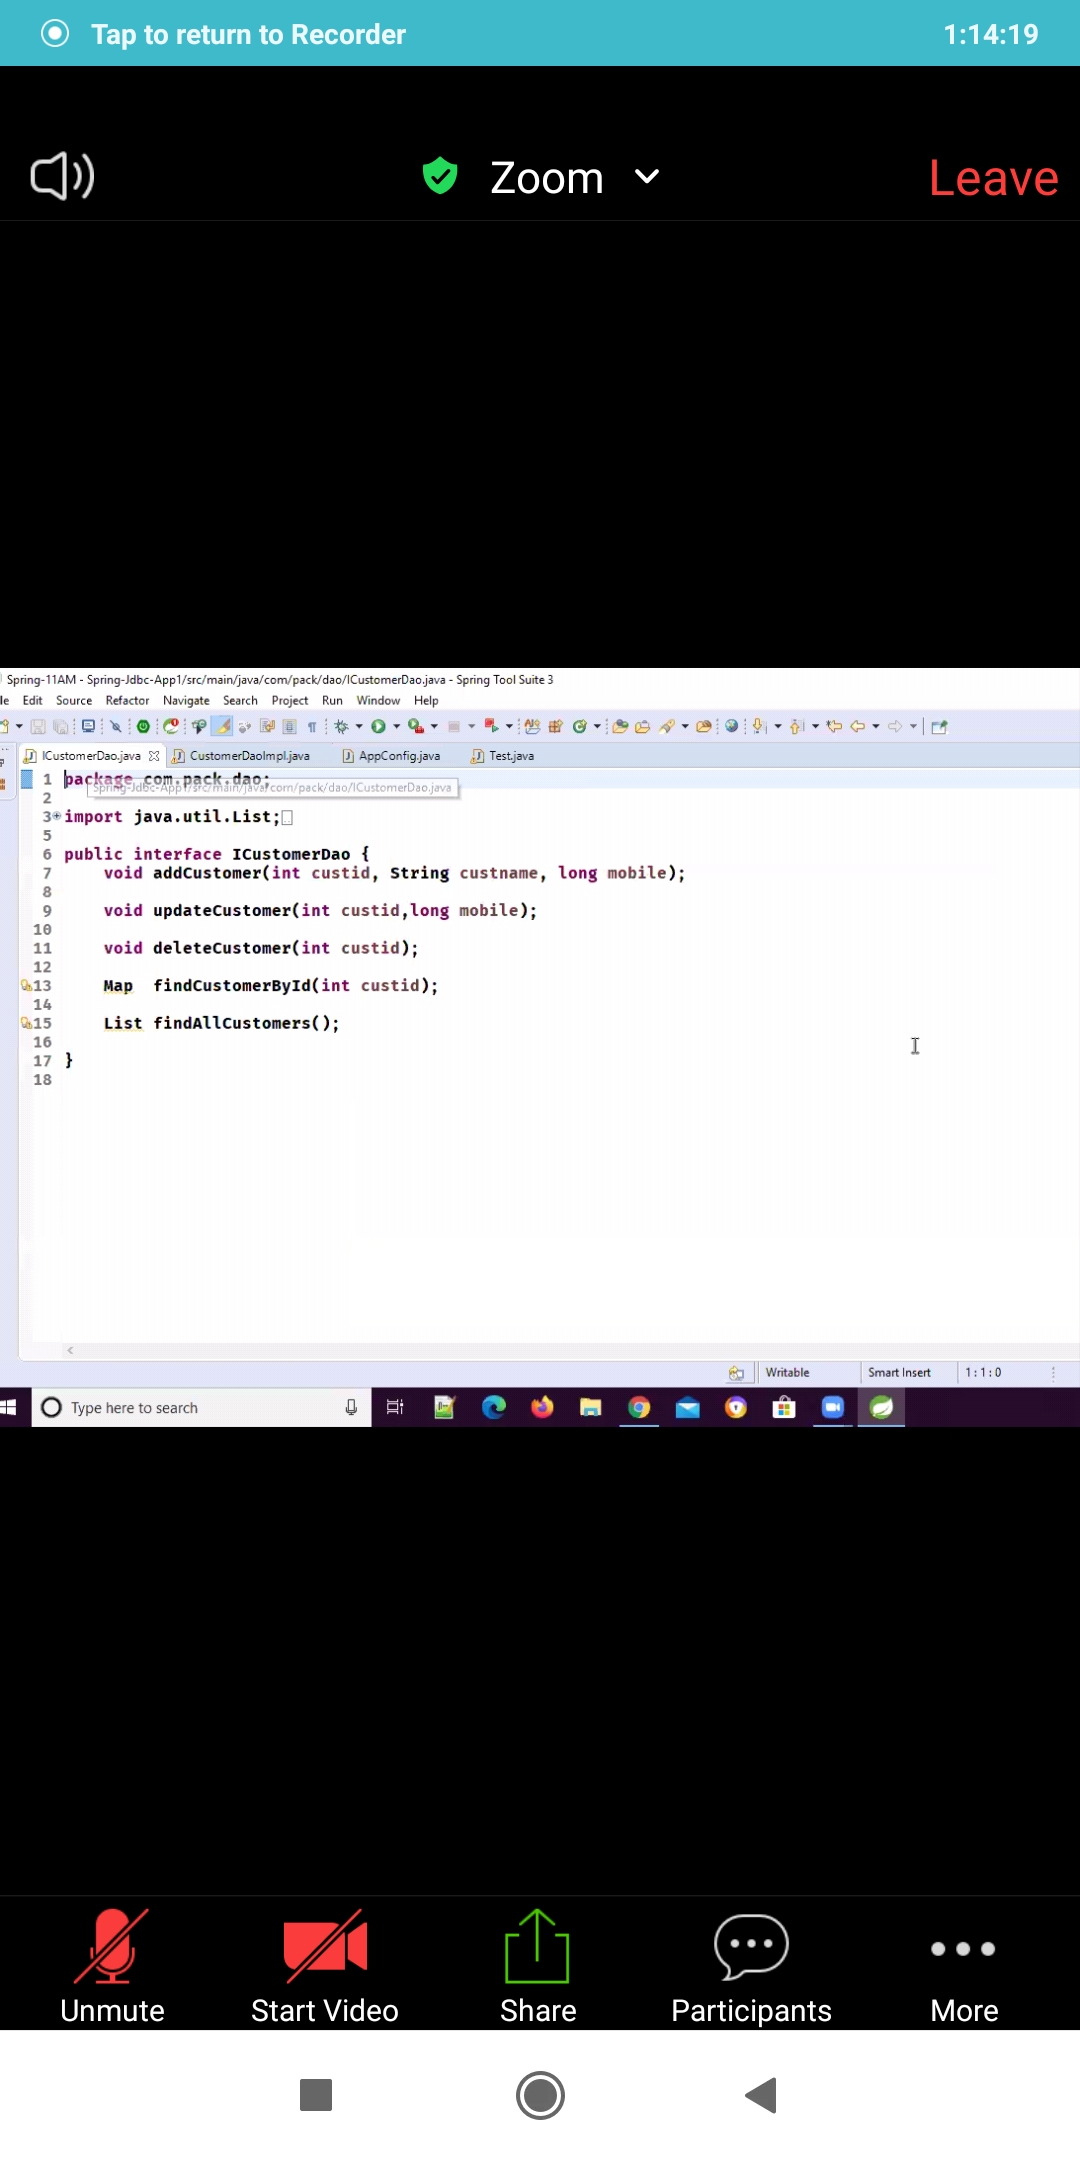 Tap to return to Recorder 1:14:19
Zoom Leave
Spring-11AM - Spring-Jdbc-App1/src/main/java/com/pack/dao/ICustomerDao.java - Spring Tool Suite 3
le Edit Source Refactor Navigate Search Project Run Window Help
ICustomerDao.java CustomerDaoImpl.java AppConfig.java Test.java
1 package com.pack.dao;
Spring-Jdbc-App1/src/main/java/com/pack/dao/ICustomerDao.java
2
3 import java.util.List;
5
6 public interface ICustomerDao {
7 void addCustomer(int custid, String custname, long mobile);
8
9 void updateCustomer(int custid,long mobile);
10
11 void deleteCustomer(int custid);
12
13 Map  findCustomerById(int custid);
14
15 List findAllCustomers();
16
17 }
18
Writable Smart Insert 1:1:0
Type here to search
Unmute Start Video Share Participants More